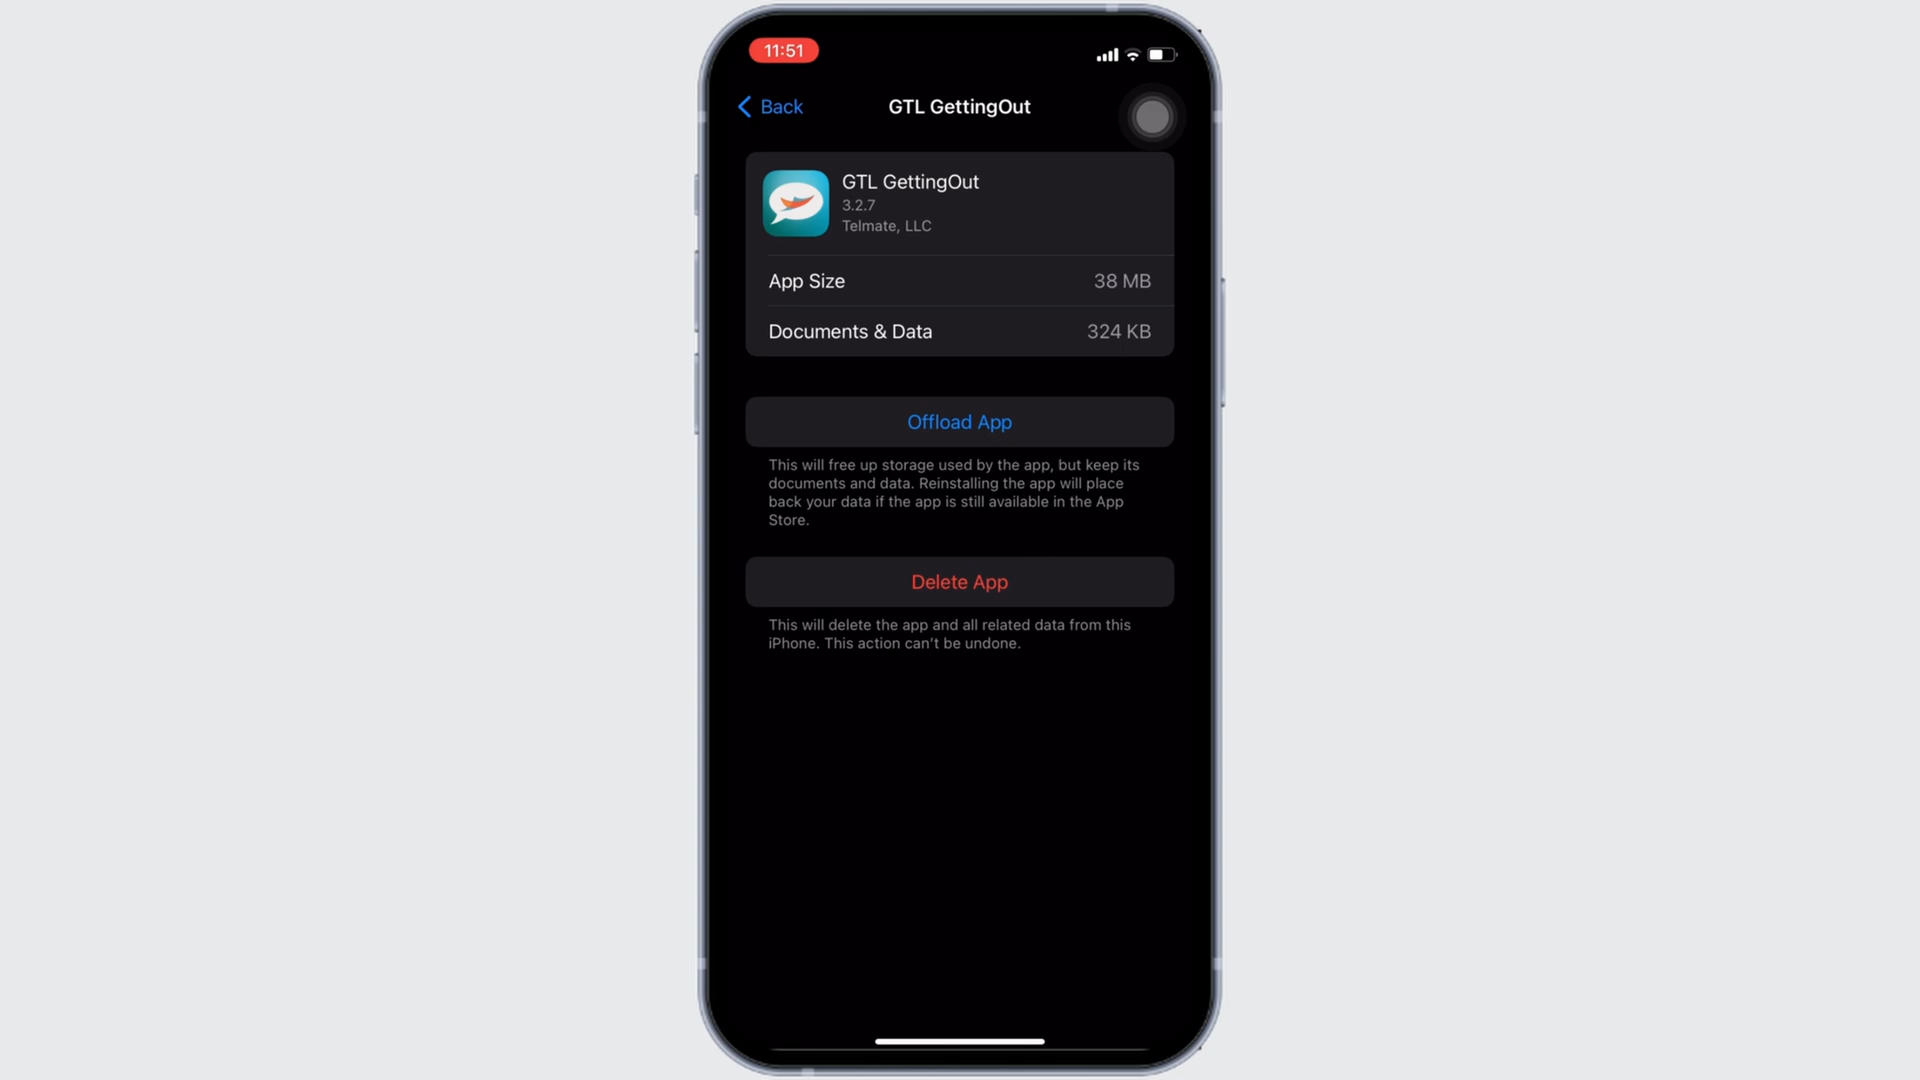 11:51
Back
GTL GettingOut
GTL GettingOut
3.2.7
Telmate, LLC
App Size 38 MB
Documents & Data 324 KB
Offload App
This will free up storage used by the app, but keep its
documents and data. Reinstalling the app will place
back your data if the app is still available in the App
Store.
Delete App
This will delete the app and all related data from this
iPhone. This action can't be undone.